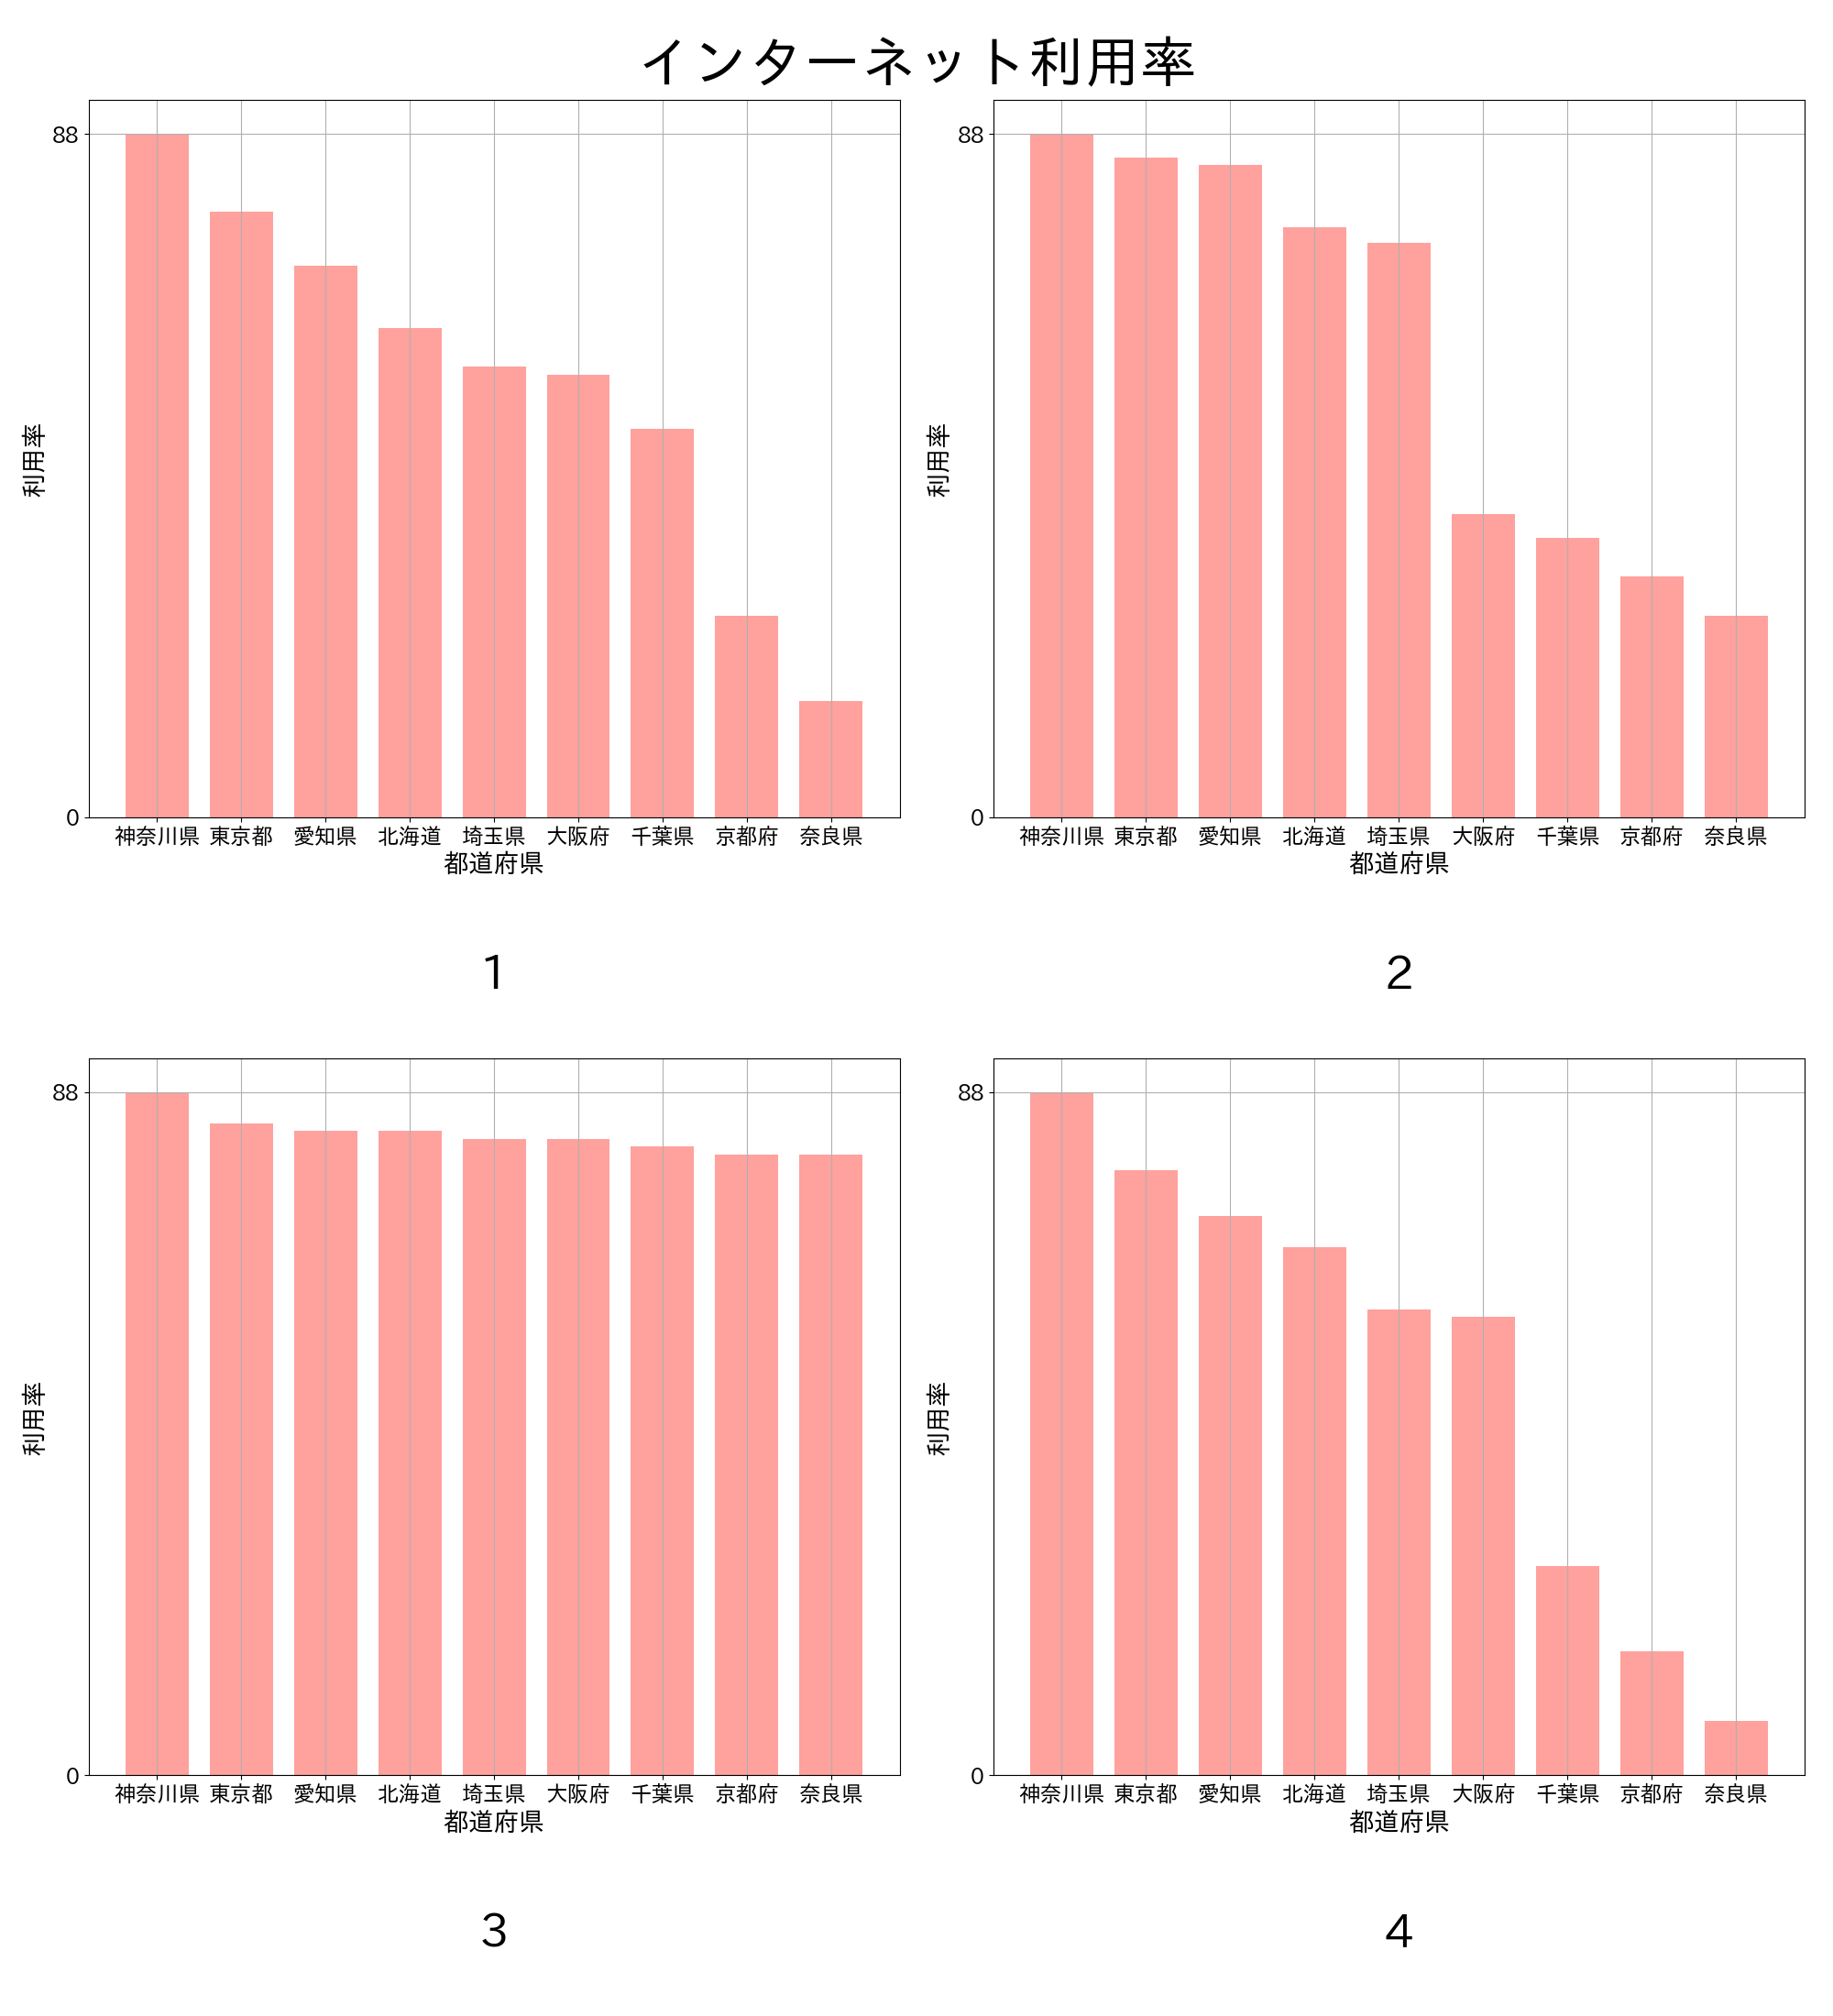 インターネット利用率
88
0
利用率
神奈川県 東京都 愛知県 北海道 埼玉県 大阪府 千葉県 京都府 奈良県
都道府県
1
88
0
利用率
神奈川県 東京都 愛知県 北海道 埼玉県 大阪府 千葉県 京都府 奈良県
都道府県
2
88
0
利用率
神奈川県 東京都 愛知県 北海道 埼玉県 大阪府 千葉県 京都府 奈良県
都道府県
3
88
0
利用率
神奈川県 東京都 愛知県 北海道 埼玉県 大阪府 千葉県 京都府 奈良県
都道府県
4